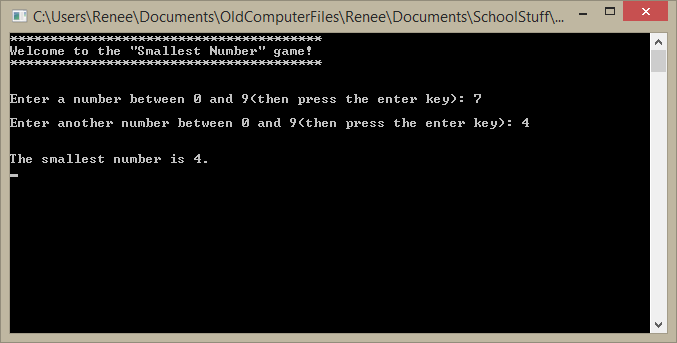 C:\Users\Renee\Documents\OldComputerFiles\Renee\Documents\SchoolStuff\...
***************************************
Welcome to the "Smallest Number" game!
***************************************
Enter a number between 0 and 9(then press the enter key): 7
Enter another number between 0 and 9(then press the enter key): 4
The smallest number is 4.